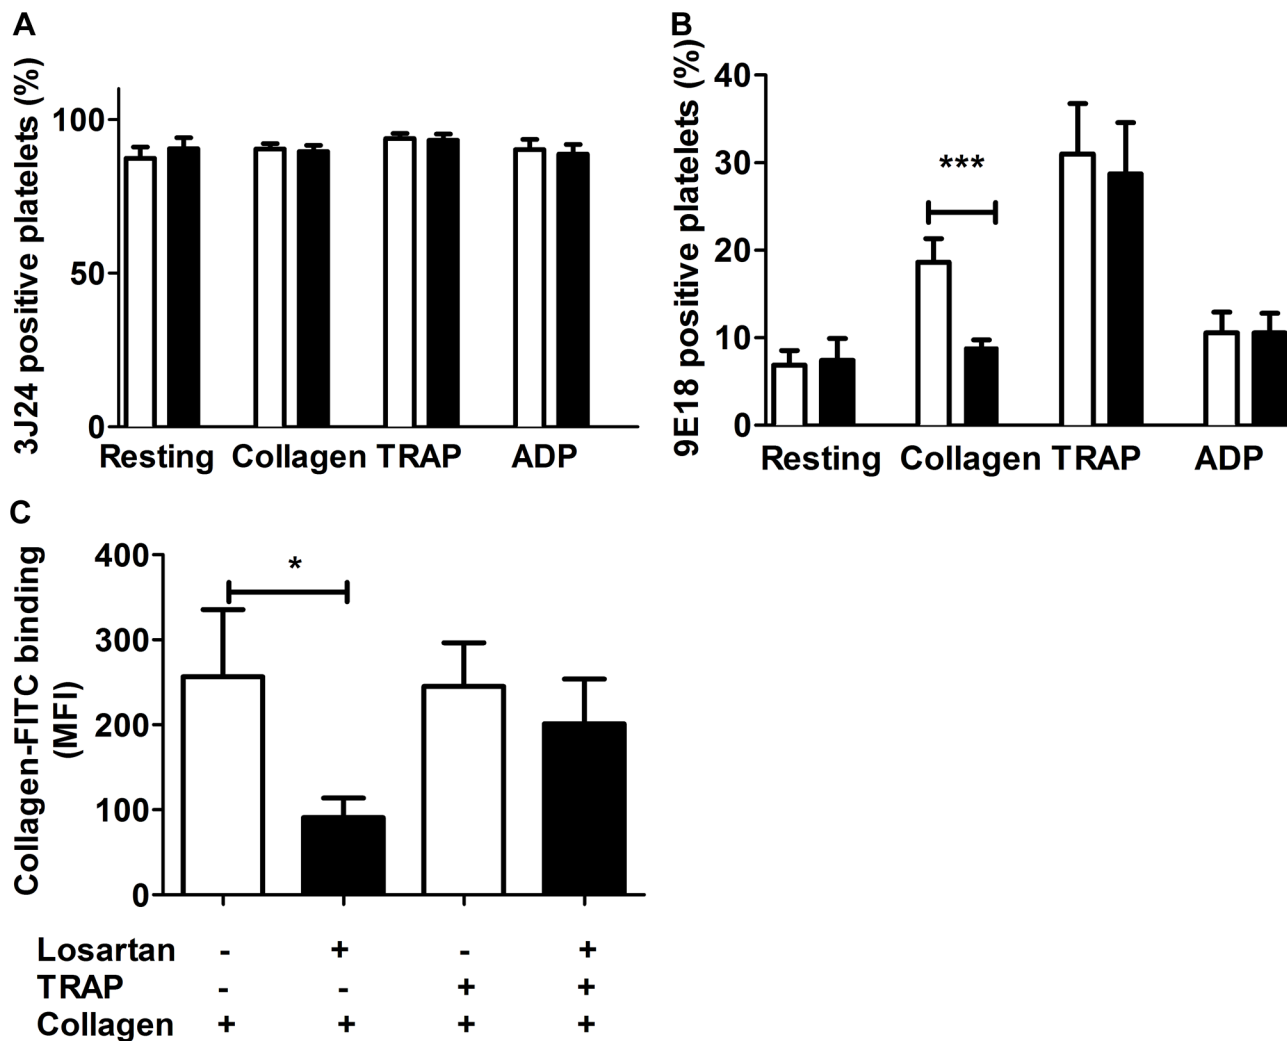 A
3J24 positive platelets (%)
100
50
0
Resting Collagen TRAP ADP
B
9E18 positive platelets (%)
40
30
20
10
0
***
Resting Collagen TRAP ADP
C
Collagen-FITC binding
(MFI)
400
300
200
100
0
*
Losartan - + - +
TRAP - - + +
Collagen + + + +